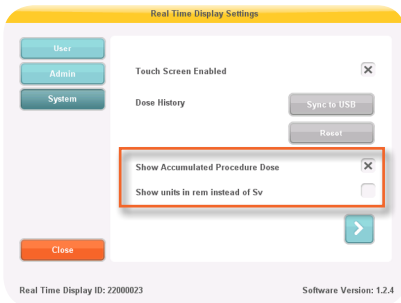 Real Time Display Settings
User
Admin
System
Touch Screen Enabled
Dose History
Sync to USB
Reset
Show Accumulated Procedure Dose
Show units in rem instead of Sv
Close
Real Time Display ID: 22000023
Software Version: 1.2.4